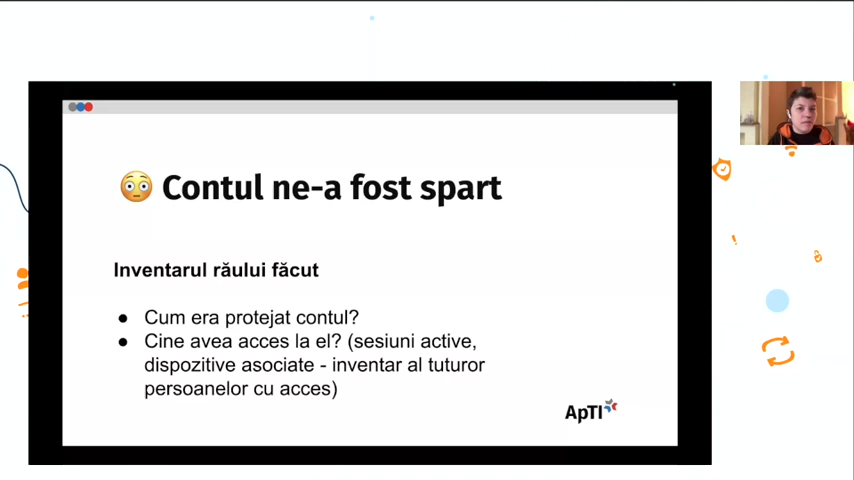 Contul ne-a fost spart
Inventarul răului făcut
● Cum era protejat contul?
● Cine avea acces la el? (sesiuni active,
dispozitive asociate - inventar al tuturor
persoanelor cu acces)
ApTI